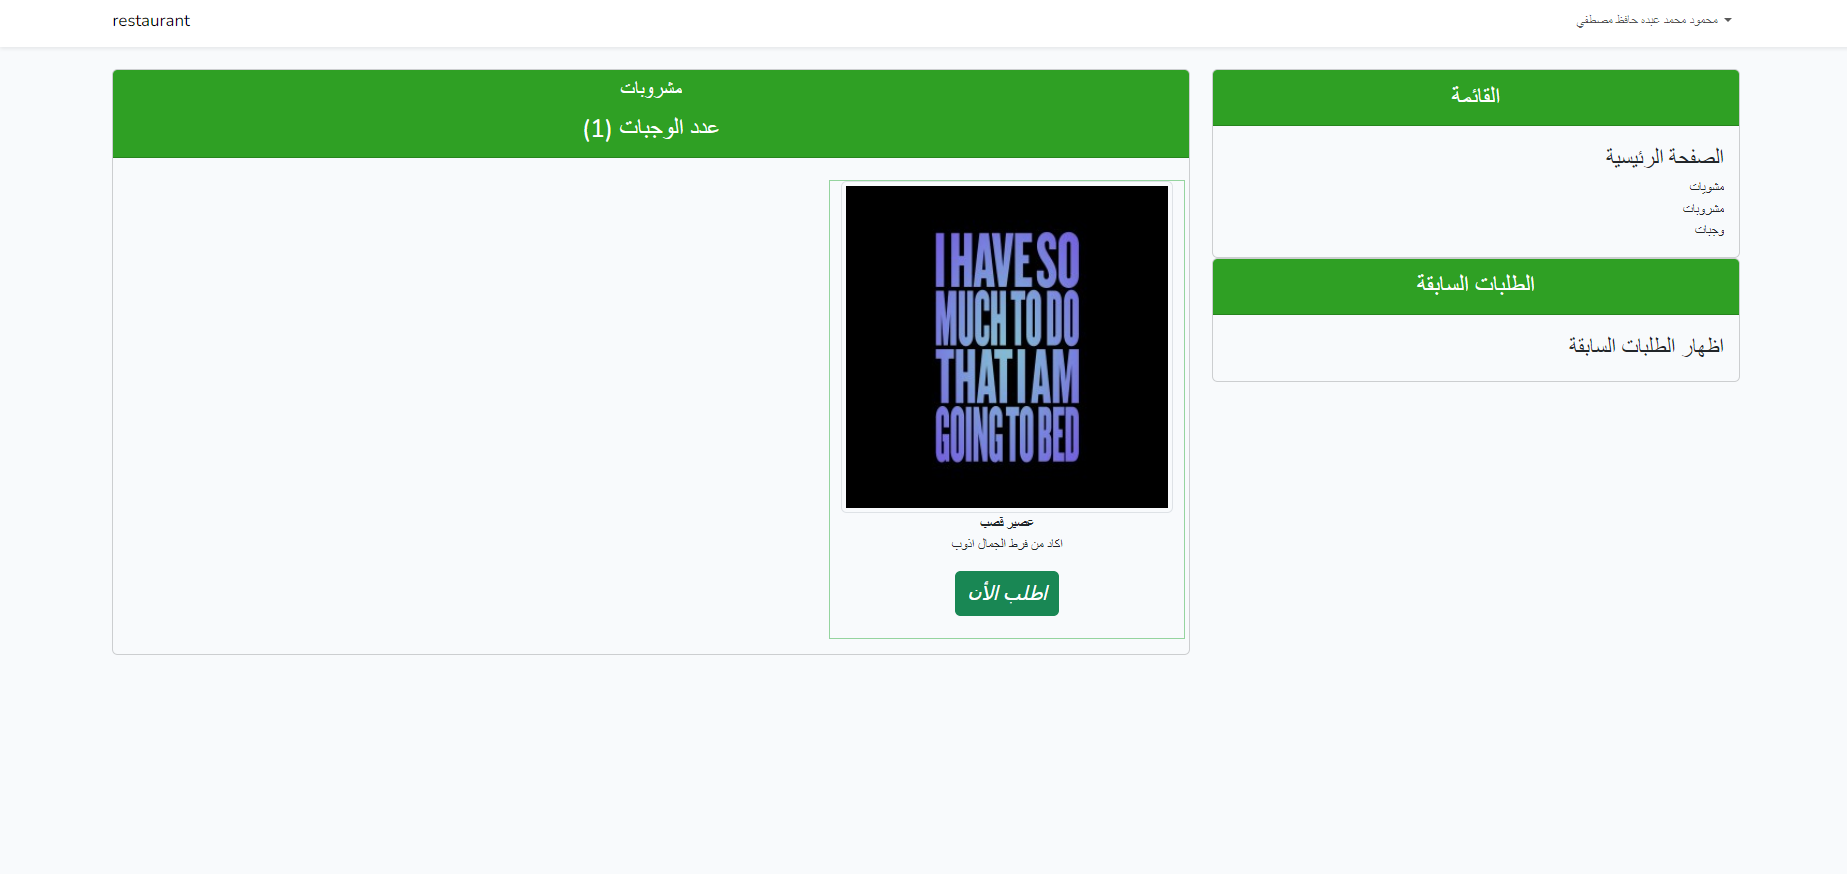 restaurant
محمود محمد عبده حافظ مصطفي
القائمة
الصفحة الرئيسية
مشويات
مشروبات
وجبات
الطلبات السابقة
اظهار الطلبات السابقة
مشروبات
عدد الوجبات (1)
I HAVE SO
MUCH TO DO
THAT I AM
GOING TO BED
عصير قصب
اكاد من فرط الجمال اذوب
اطلب الأن